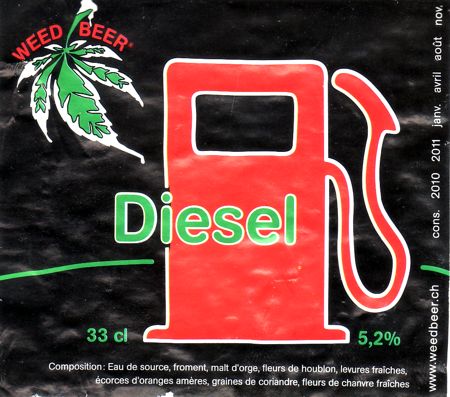 WEED BEER®
Diesel
33 cl
5,2%
Composition: Eau de source, froment, malt d'orge, fleurs de houblon, levures fraîches,
écorces d'oranges amères, graines de coriandre, fleurs de chanvre fraîches
www.weedbeer.ch cons. 2010 2011 janv. avril août nov.